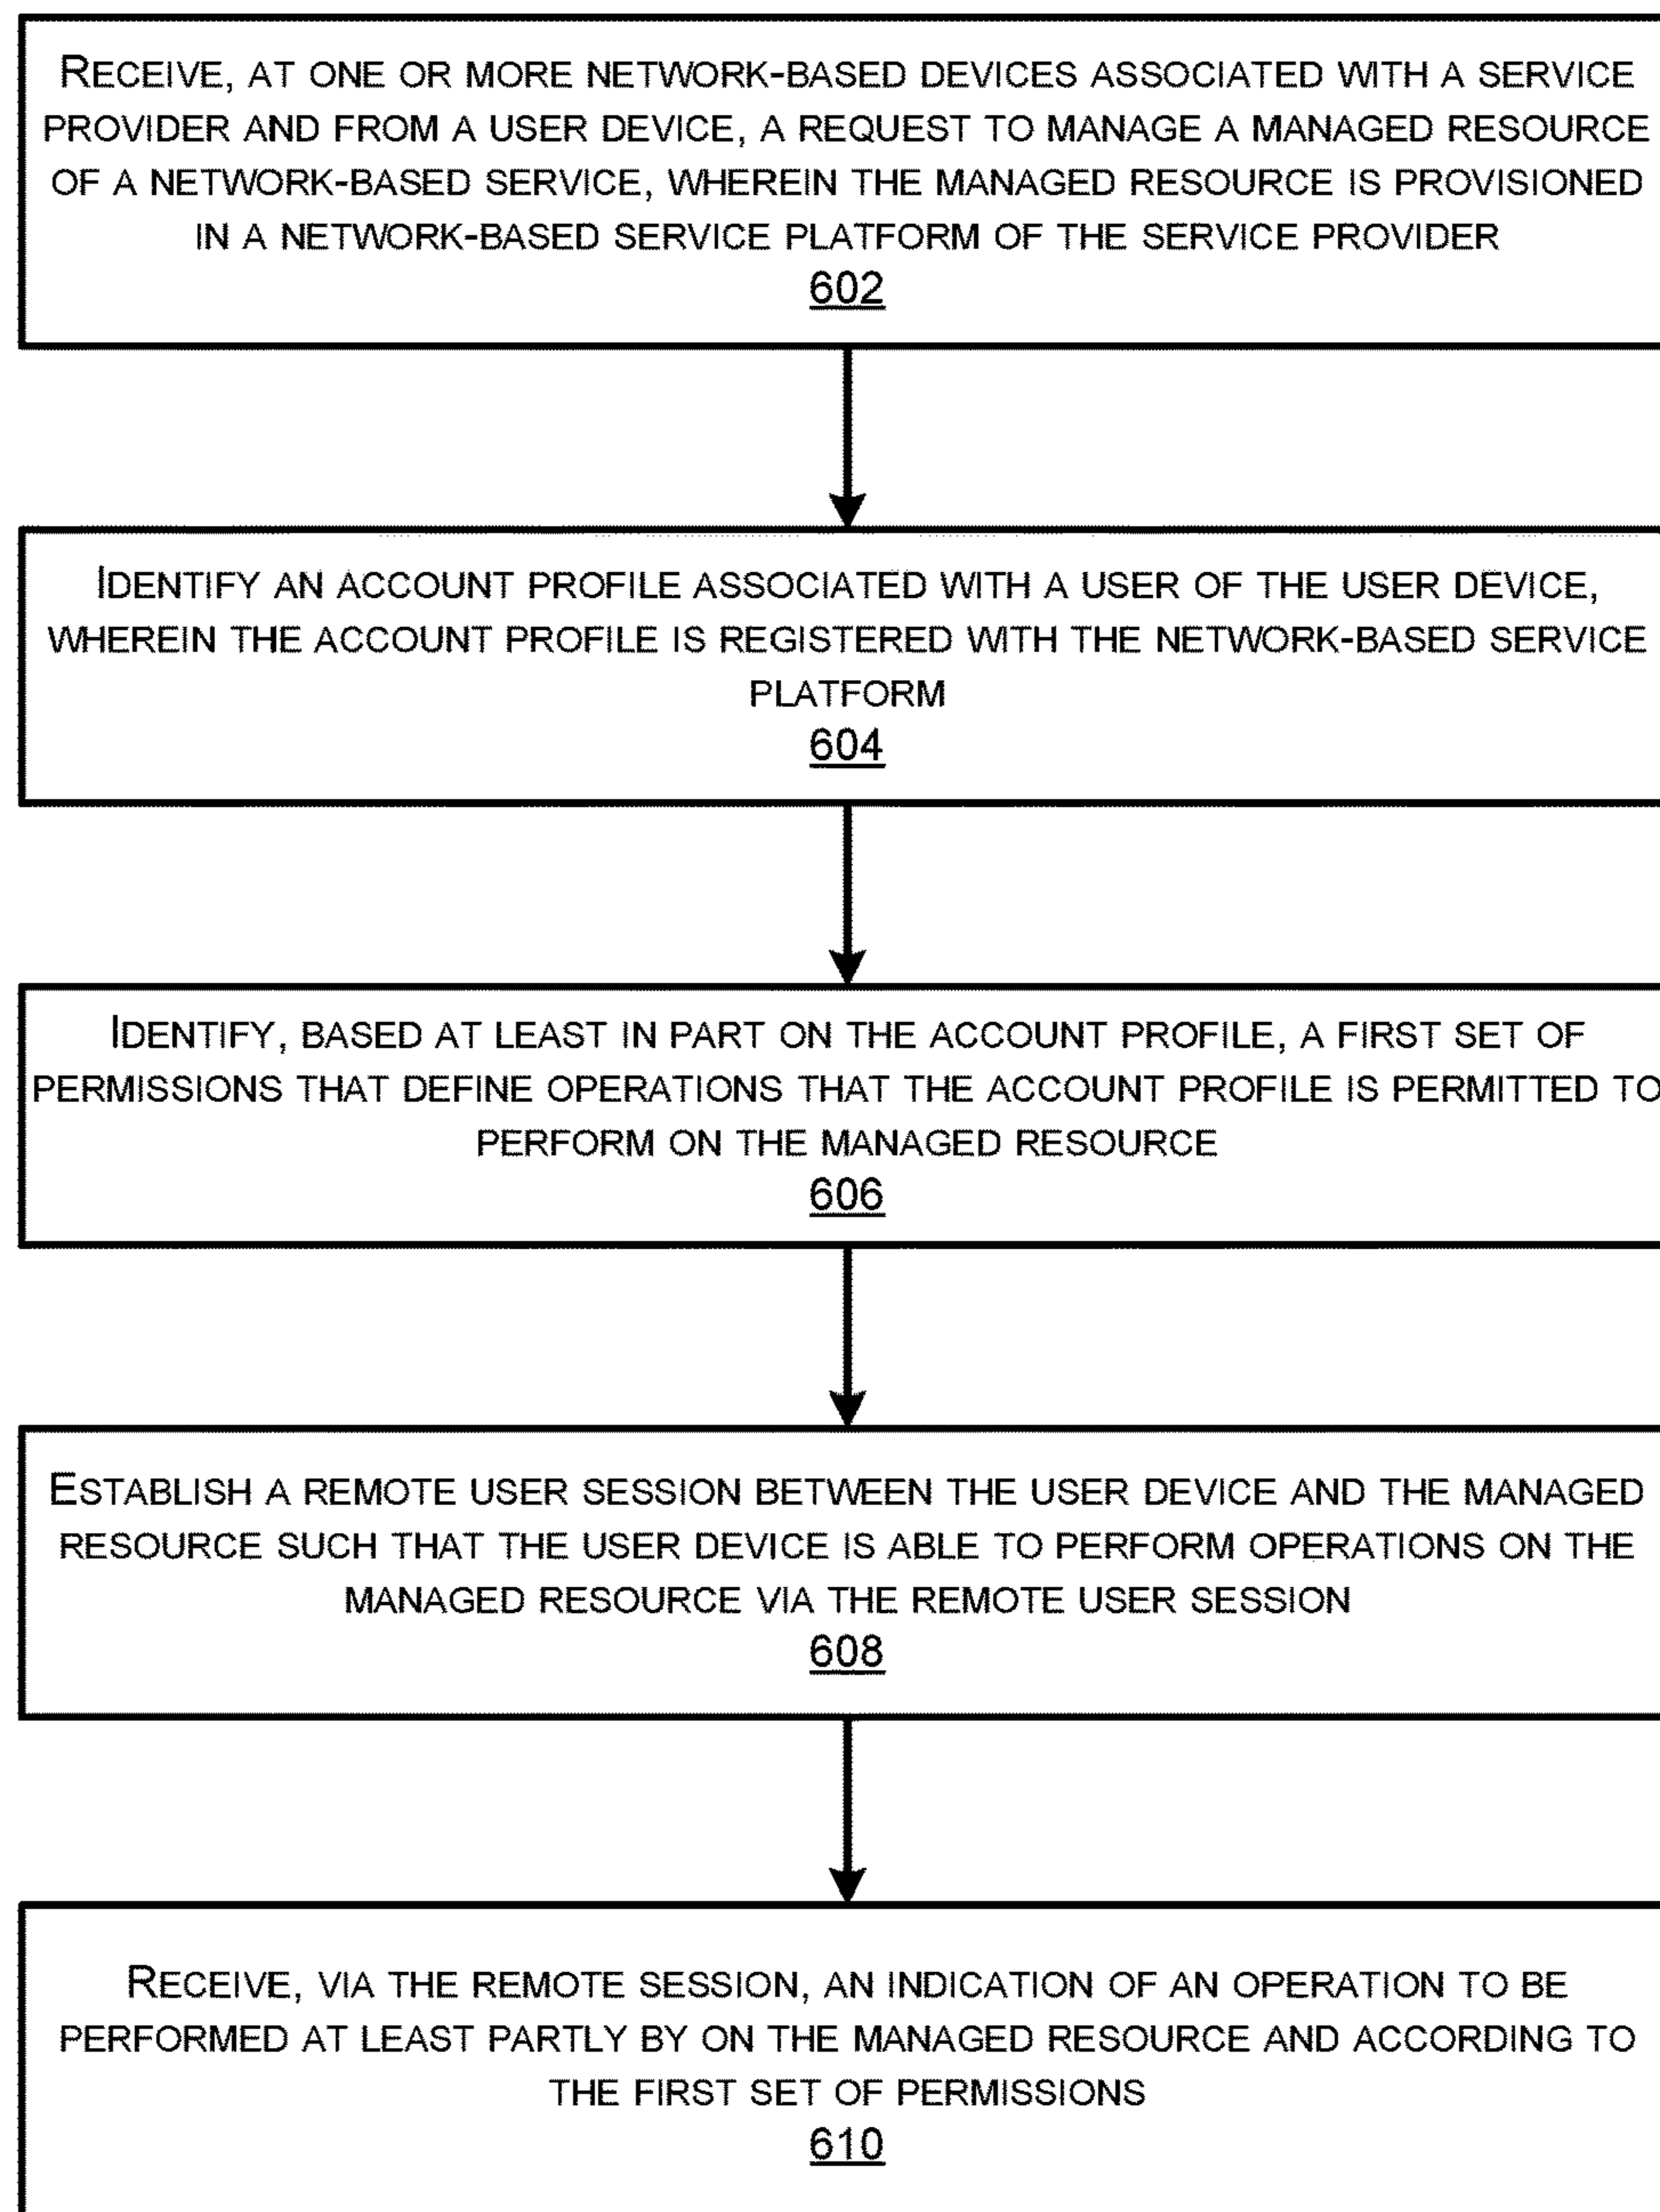 RECEIVE, AT ONE OR MORE NETWORK-BASED DEVICES ASSOCIATED WITH A SERVICE
PROVIDER AND FROM A USER DEVICE, A REQUEST TO MANAGE A MANAGED RESOURCE
OF A NETWORK-BASED SERVICE, WHEREIN THE MANAGED RESOURCE IS PROVISIONED
IN A NETWORK-BASED SERVICE PLATFORM OF THE SERVICE PROVIDER
602
IDENTIFY AN ACCOUNT PROFILE ASSOCIATED WITH A USER OF THE USER DEVICE,
WHEREIN THE ACCOUNT PROFILE IS REGISTERED WITH THE NETWORK-BASED SERVICE
PLATFORM
604
IDENTIFY, BASED AT LEAST IN PART ON THE ACCOUNT PROFILE, A FIRST SET OF
PERMISSIONS THAT DEFINE OPERATIONS THAT THE ACCOUNT PROFILE IS PERMITTED TO
PERFORM ON THE MANAGED RESOURCE
606
ESTABLISH A REMOTE USER SESSION BETWEEN THE USER DEVICE AND THE MANAGED
RESOURCE SUCH THAT THE USER DEVICE IS ABLE TO PERFORM OPERATIONS ON THE
MANAGED RESOURCE VIA THE REMOTE USER SESSION
608
RECEIVE, VIA THE REMOTE SESSION, AN INDICATION OF AN OPERATION TO BE
PERFORMED AT LEAST PARTLY BY ON THE MANAGED RESOURCE AND ACCORDING TO
THE FIRST SET OF PERMISSIONS
610